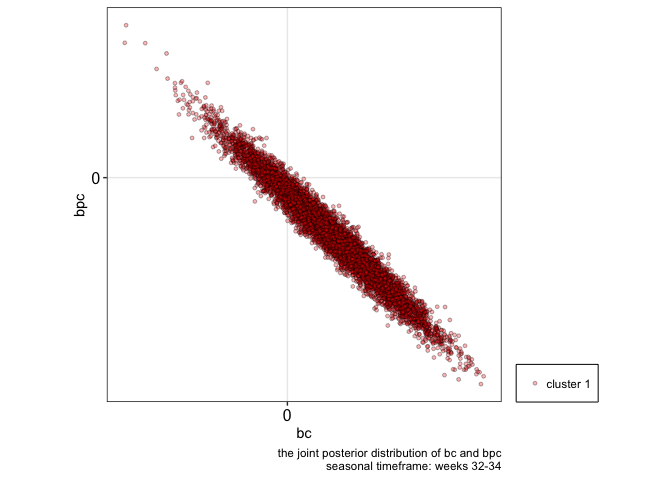 0
bpc
0
bc
cluster 1
the joint posterior distribution of bc and bpc
seasonal timeframe: weeks 32-34